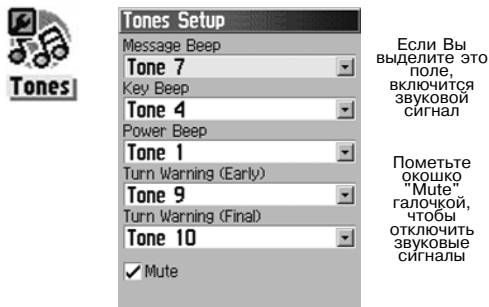 Tones
Tones Setup
Message Beep
Tone 7
Key Beep
Tone 4
Power Beep
Tone 1
Turn Warning (Early)
Tone 9
Turn Warning (Final)
Tone 10
Mute
Если Вы
выделите это
поле,
включится
звуковой
сигнал
Пометьте
окошко
"Mute"
галочкой,
чтобы
отключить
звуковые
сигналы